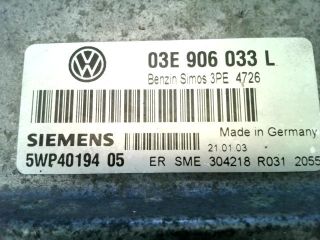 03E 906 033 L
Benzin Simos 3PE 4726
Made in Germany
SIEMENS
21 01 03
5WP40194 05
ER SME 304218 R031 2055